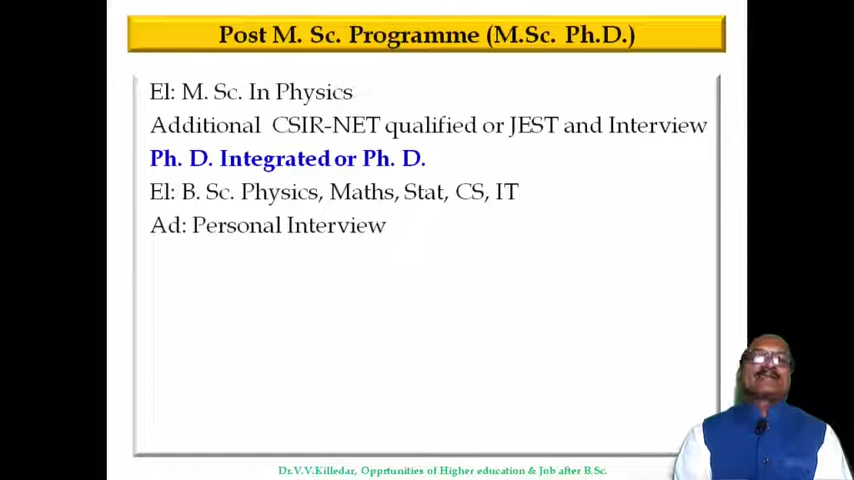 Post M. Sc. Programme (M.Sc. Ph.D.)
El: M. Sc. In Physics
Additional CSIR-NET qualified or JEST and Interview
Ph. D. Integrated or Ph. D.
El: B. Sc. Physics, Maths, Stat, CS, IT
Ad: Personal Interview
Dr.V.V.Killedar, Opprtunities of Higher education & Job after B.Sc.